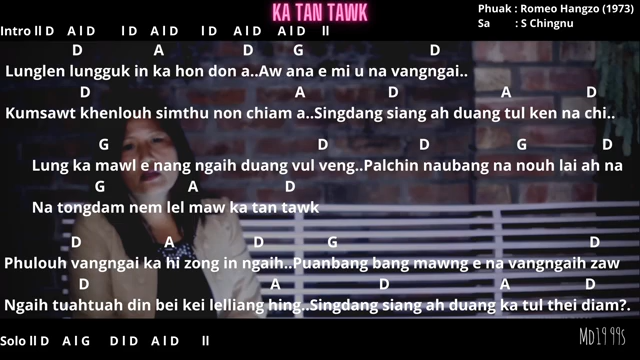 KA TAN TAWK
Phuak : Romeo Hangzo (1973)
Sa : S Chingnu
Intro ll D A l D l D A l D l D A l D A l D ll
D A D G D
Lunglen lungguk in ka hon don a..Aw ana e mi u na vangngai..
D A D A D
Kumsawt khenlouh simthu non chiam a..Singdang siang ah duang tul ken na chi..
G D D G D
Lung ka mawl e nang ngaih duang vul veng..Palchin naubang na nouh lai ah na
G A D
Na tongdam nem lel maw ka tan tawk
D A D G D
Phulouh vangngai ka hi zong in ngaih..Puanbang bang mawng e na vangngaih zaw
D A D A D
Ngaih tuahtuah din bei kei lelliang hing..Singdang siang ah duang ka tul thei diam?.
Solo ll D A l G D l D A l D ll
Md1999s